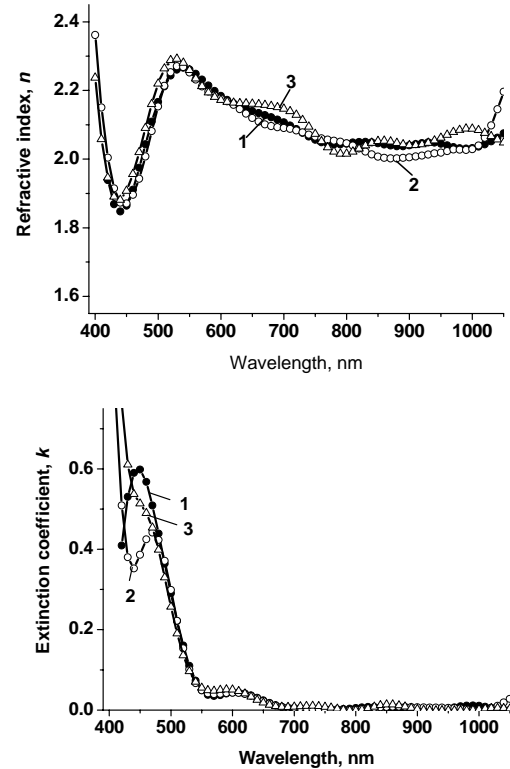 2.4
2.2
2.0
1.8
1.6
Refractive index, n
3
1
2
400 500 600 700 800 900 1000
Wavelength, nm
0.6
0.4
0.2
0.0
Extinction coefficient, k
1
3
2
400 500 600 700 800 900 1000
Wavelength, nm